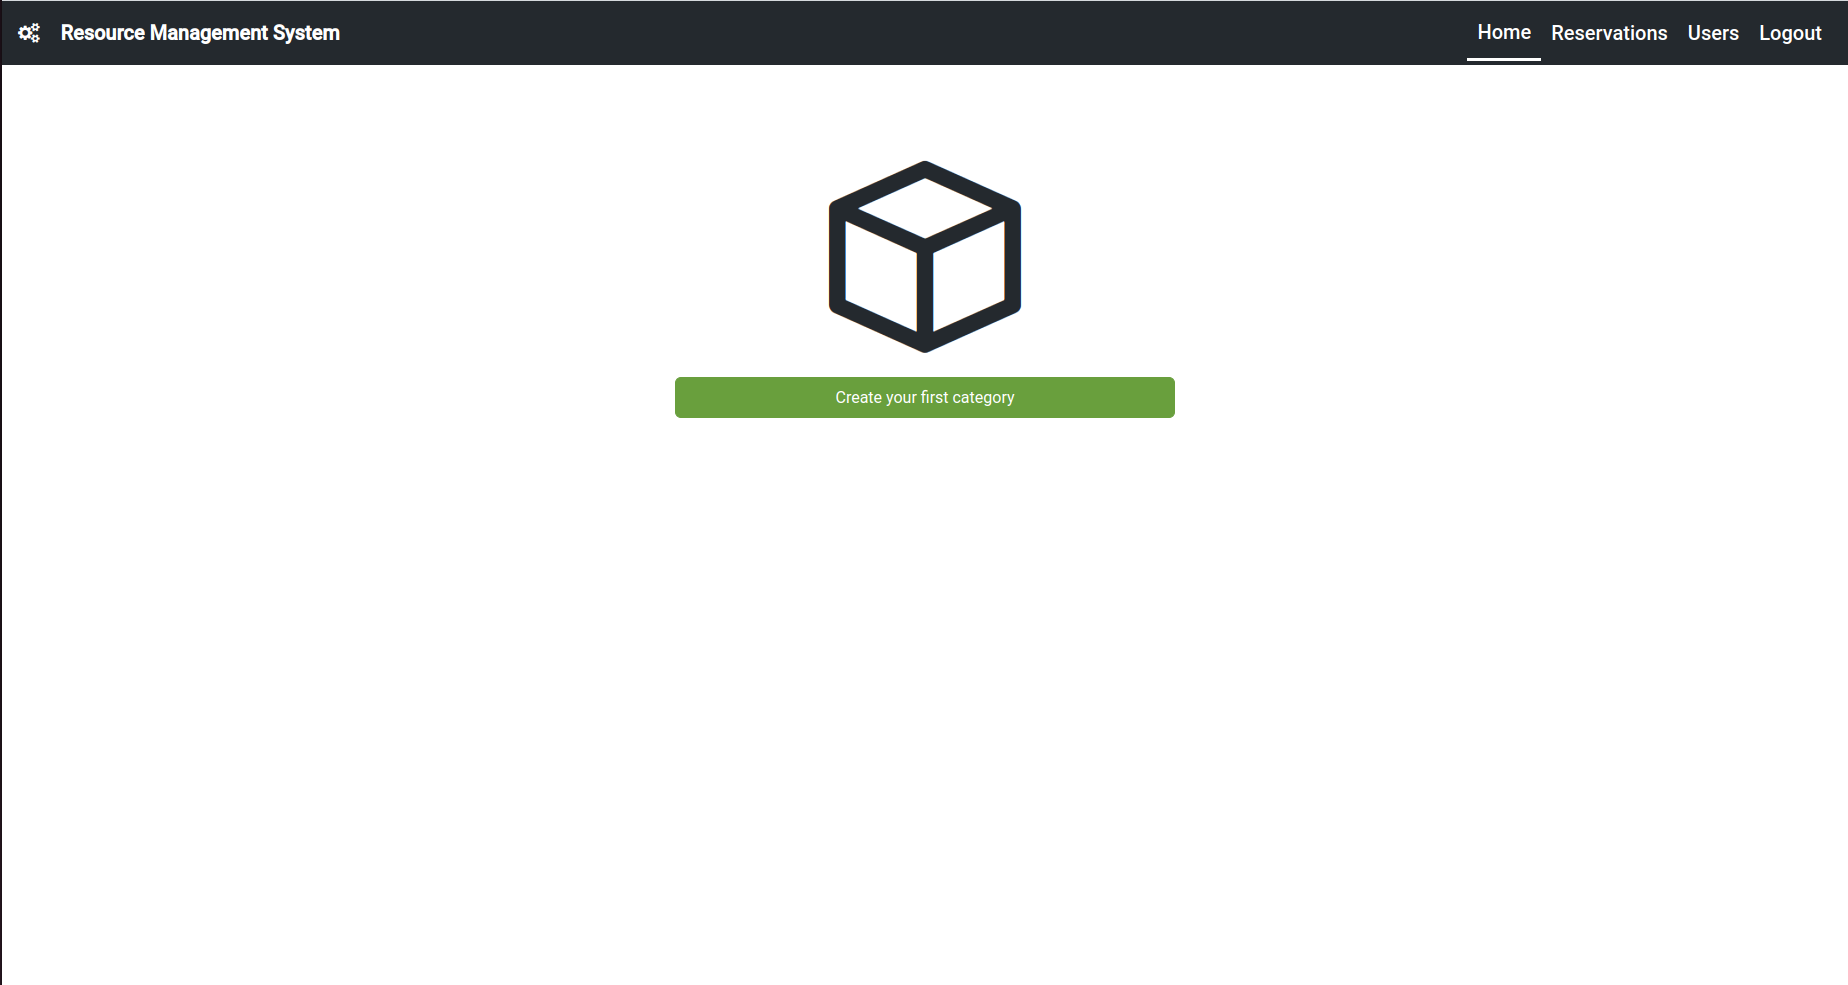 Resource Management System
Home Reservations Users Logout
Create your first category